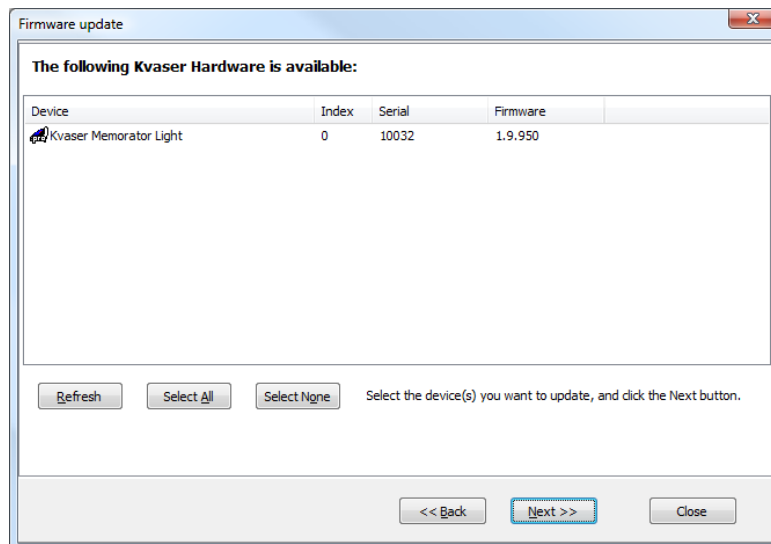 Firmware update
The following Kvaser Hardware is available:
Device Index Serial Firmware
Kvaser Memorator Light 0 10032 1.9.950
Refresh Select All Select None Select the device(s) you want to update, and click the Next button.
<< Back Next >> Close